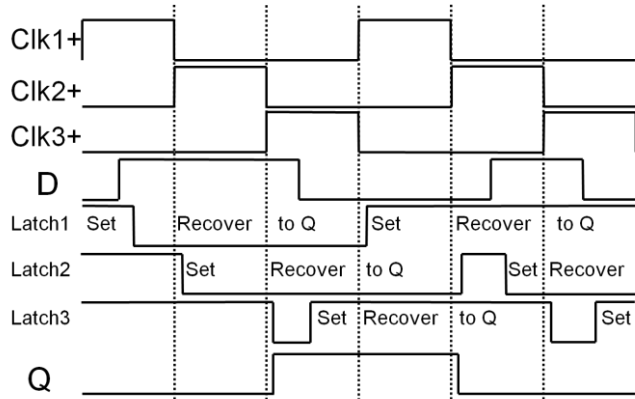 Clk1+
Clk2+
Clk3+
D
Latch1 Set Recover to Q Set Recover to Q
Latch2 Set Recover to Q Set Recover
Latch3 Set Recover to Q Set
Q